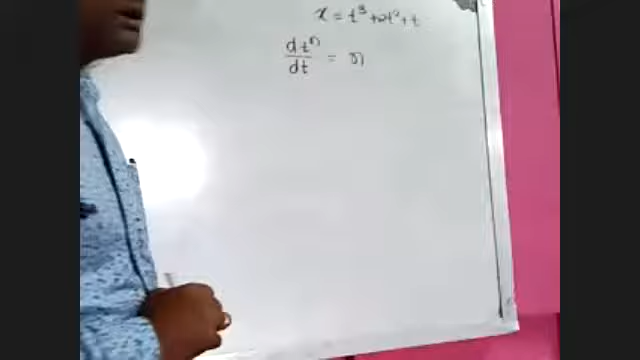 x = t³ + 2t² + t
dtⁿ/dt = n